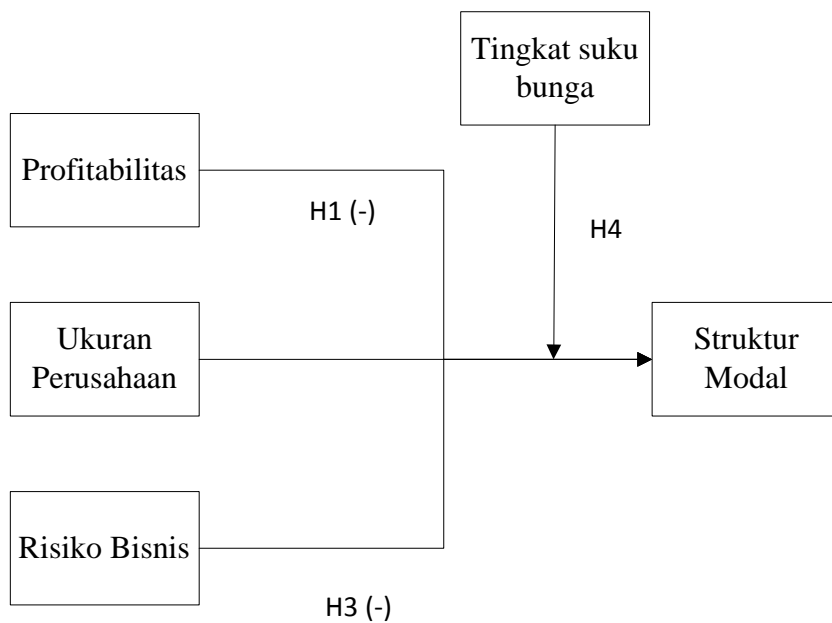 Tingkat suku
bunga
Profitabilitas
H1 (-)
H4
Ukuran
Perusahaan
Struktur
Modal
Risiko Bisnis
H3 (-)